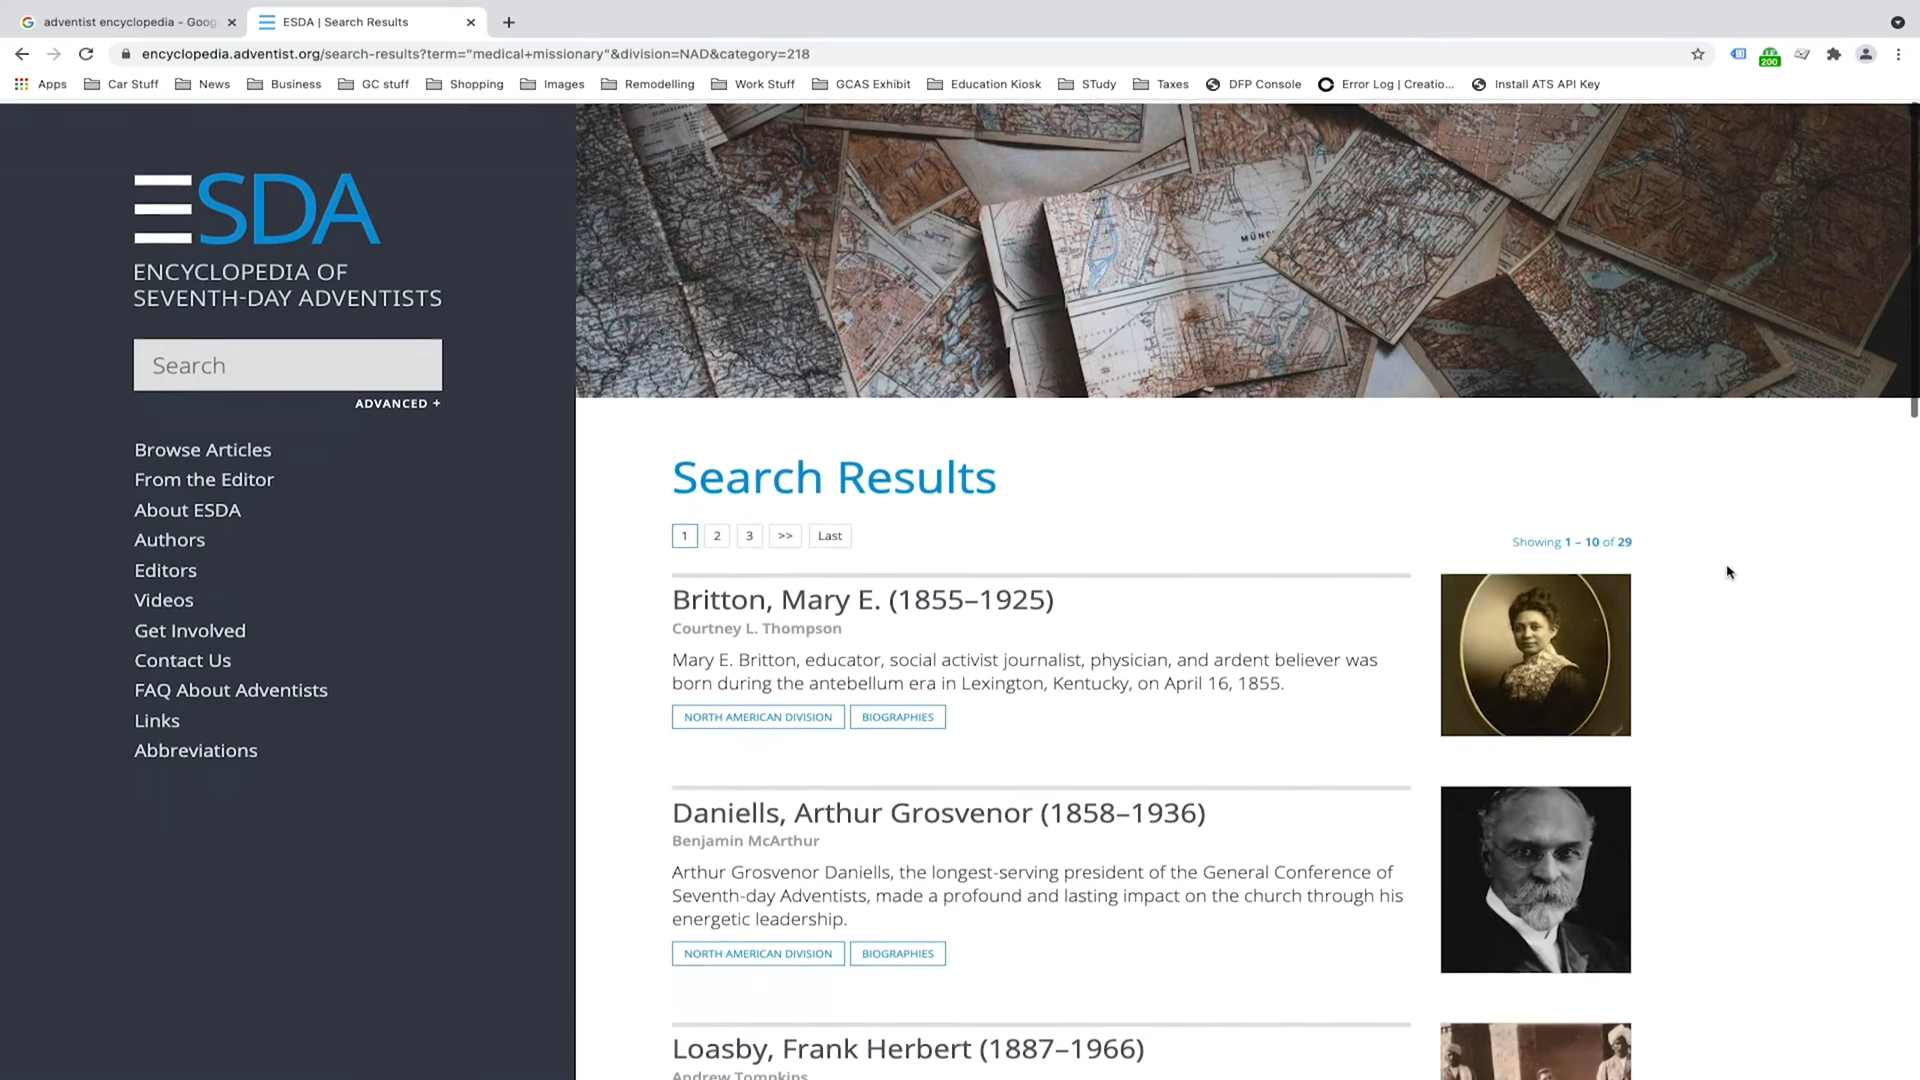 adventist encyclopedia - Goog
ESDA | Search Results
encyclopedia.adventist.org/search-results?term="medical+missionary"&division=NAD&category=218
200
Apps
Car Stuff
News
Business
GC stuff
Shopping
Images
Remodelling
Work Stuff
GCAS Exhibit
Education Kiosk
STudy
Taxes
DFP Console
Error Log | Creatio...
Install ATS API Key
ESDA
ENCYCLOPEDIA OF
SEVENTH-DAY ADVENTISTS
Search
ADVANCED +
Browse Articles
From the Editor
About ESDA
Authors
Editors
Videos
Get Involved
Contact Us
FAQ About Adventists
Links
Abbreviations
Search Results
1 2 3 >> Last
Showing 1 – 10 of 29
Britton, Mary E. (1855–1925)
Courtney L. Thompson
Mary E. Britton, educator, social activist journalist, physician, and ardent believer was
born during the antebellum era in Lexington, Kentucky, on April 16, 1855.
NORTH AMERICAN DIVISION BIOGRAPHIES
Daniells, Arthur Grosvenor (1858–1936)
Benjamin McArthur
Arthur Grosvenor Daniells, the longest-serving president of the General Conference of
Seventh-day Adventists, made a profound and lasting impact on the church through his
energetic leadership.
NORTH AMERICAN DIVISION BIOGRAPHIES
Loasby, Frank Herbert (1887–1966)
Andrew Tompkins